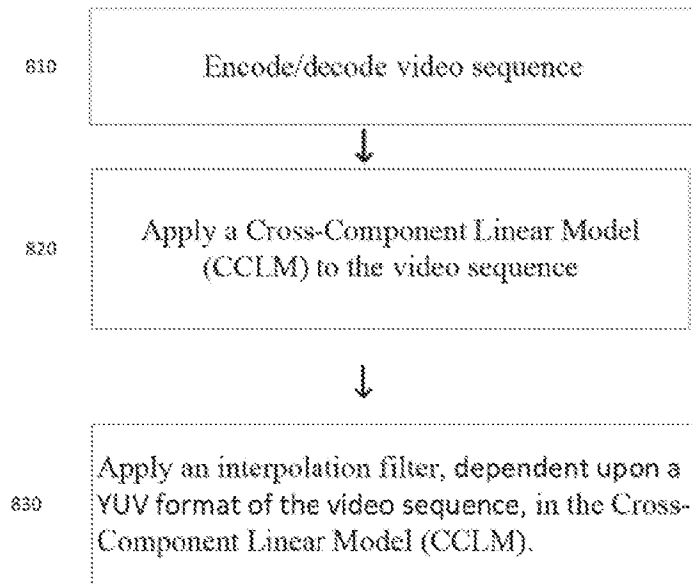 810
Encode/decode video sequence
↓
820
Apply a Cross-Component Linear Model
(CCLM) to the video sequence
↓
830
Apply an interpolation filter, dependent upon a
YUV format of the video sequence, in the Cross-
Component Linear Model (CCLM).